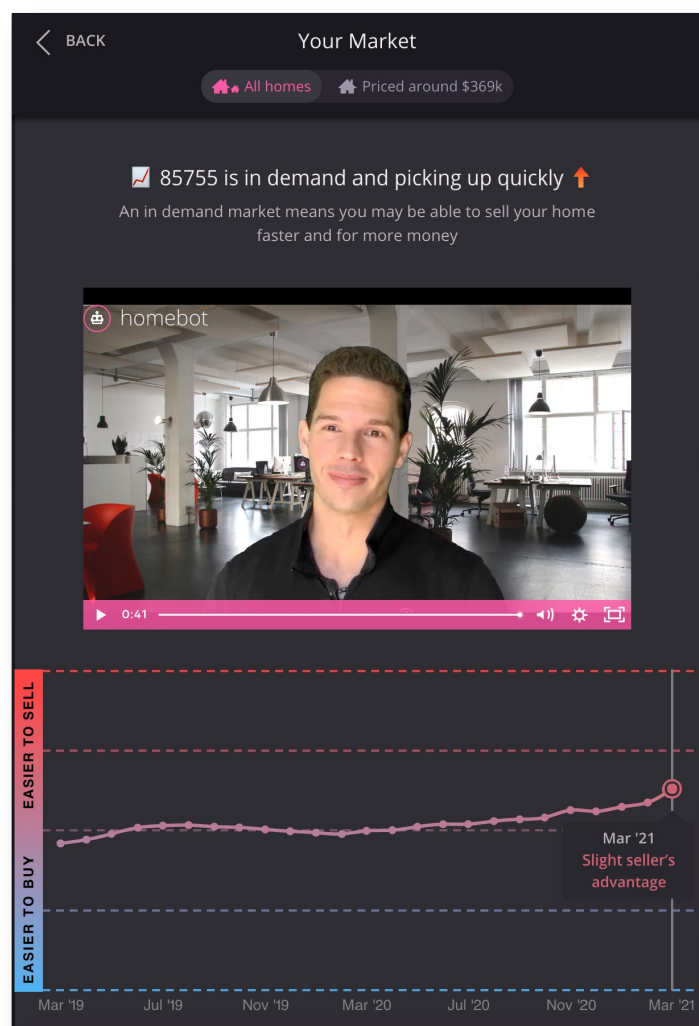 BACK
Your Market
All homes
Priced around $369k
85755 is in demand and picking up quickly
An in demand market means you may be able to sell your home
faster and for more money
homebot
0:41
EASIER TO SELL
EASIER TO BUY
Mar '21
Slight seller's
advantage
Mar '19
Jul '19
Nov '19
Mar '20
Jul '20
Nov '20
Mar '21